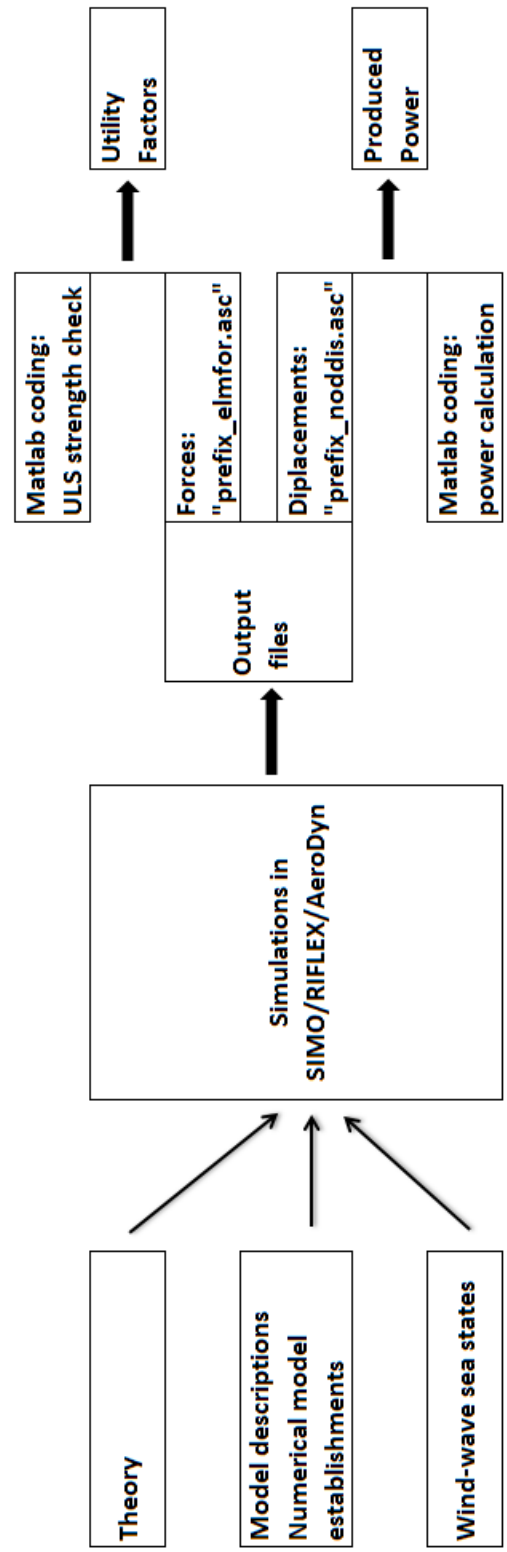 Theory
Model descriptions
Numerical model
establishments
Wind-wave sea states
Simulations in
SIMO/RIFLEX/AeroDyn
Output
files
Matlab coding:
ULS strength check
Forces:
"prefix_elmfor.asc"
Diplacements:
"prefix_noddis.asc"
Matlab coding:
power calculation
Utility
Factors
Produced
Power